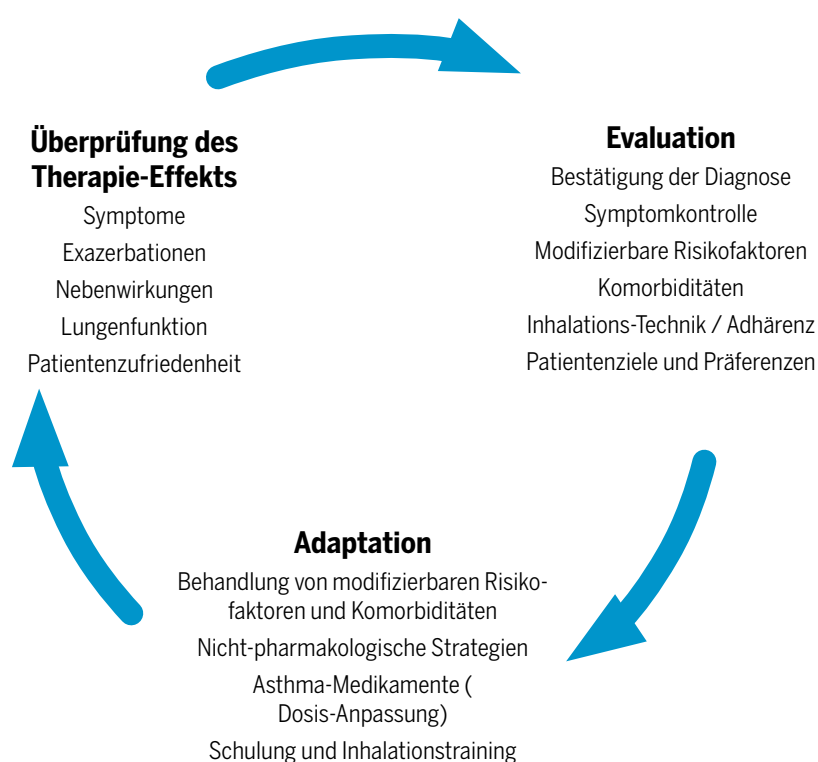 Überprüfung des
Therapie-Effekts
Symptome
Exazerbationen
Nebenwirkungen
Lungenfunktion
Patientenzufriedenheit
Evaluation
Bestätigung der Diagnose
Symptomkontrolle
Modifizierbare Risikofaktoren
Komorbiditäten
Inhalations-Technik / Adhärenz
Patientenziele und Präferenzen
Adaptation
Behandlung von modifizierbaren Risiko-
faktoren und Komorbiditäten
Nicht-pharmakologische Strategien
Asthma-Medikamente (
Dosis-Anpassung)
Schulung und Inhalationstraining